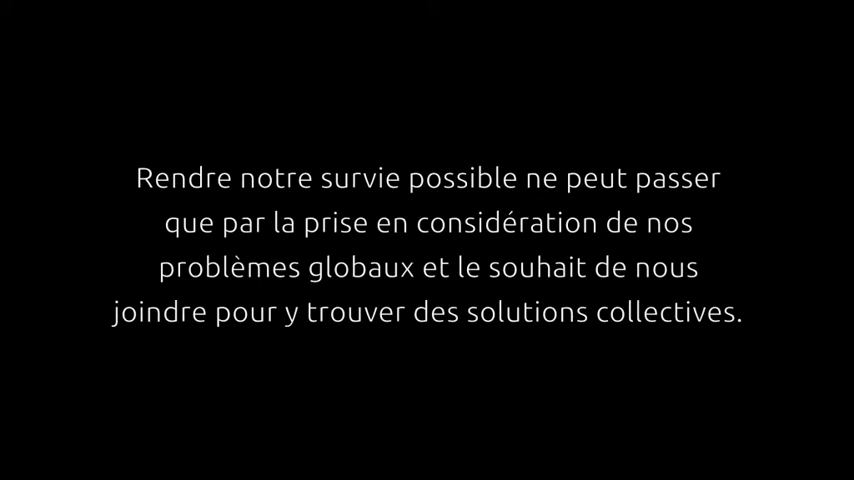 Rendre notre survie possible ne peut passer
que par la prise en considération de nos
problèmes globaux et le souhait de nous
joindre pour y trouver des solutions collectives.